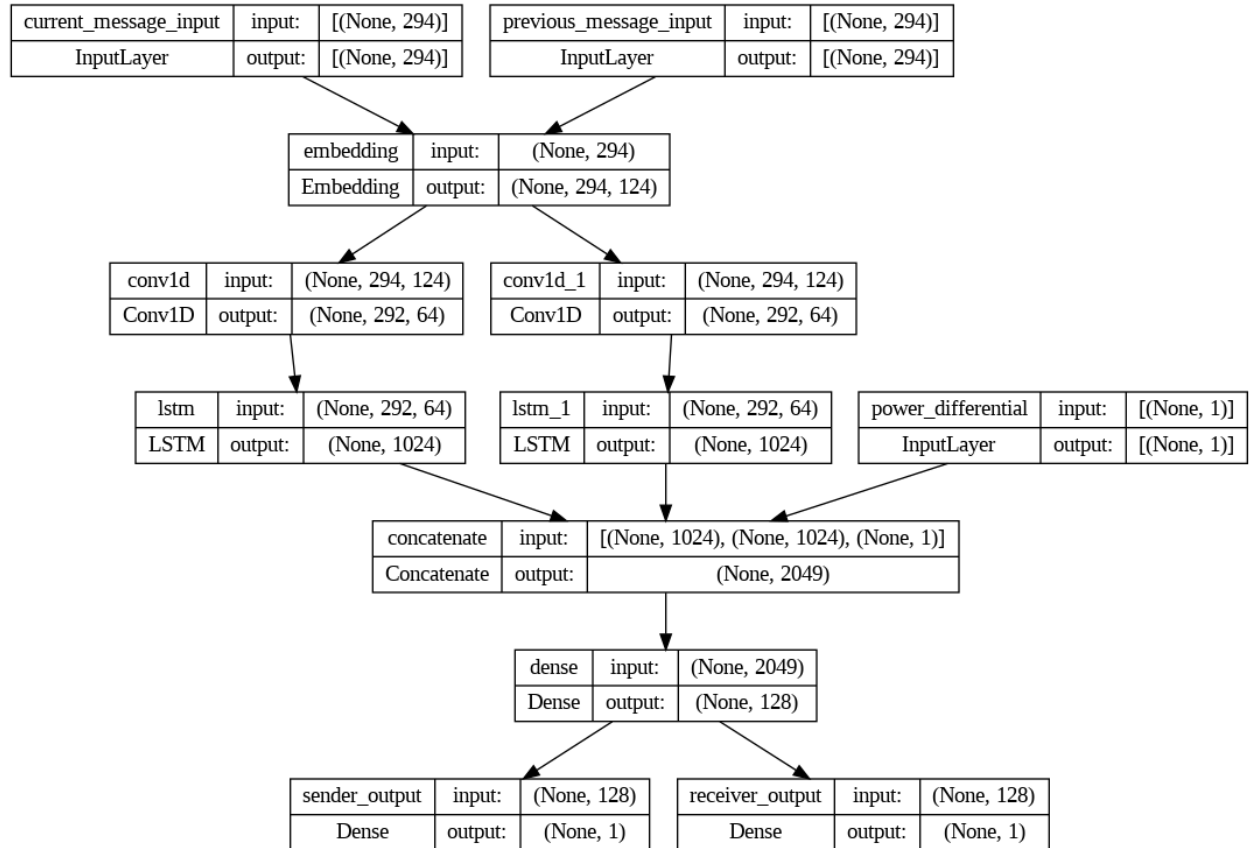 current_message_input input: [(None, 294)]
InputLayer output: [(None, 294)]
previous_message_input input: [(None, 294)]
InputLayer output: [(None, 294)]
embedding input: (None, 294)
Embedding output: (None, 294, 124)
conv1d input: (None, 294, 124)
Conv1D output: (None, 292, 64)
conv1d_1 input: (None, 294, 124)
Conv1D output: (None, 292, 64)
lstm input: (None, 292, 64)
LSTM output: (None, 1024)
lstm_1 input: (None, 292, 64)
LSTM output: (None, 1024)
power_differential input: [(None, 1)]
InputLayer output: [(None, 1)]
concatenate input: [(None, 1024), (None, 1024), (None, 1)]
Concatenate output: (None, 2049)
dense input: (None, 2049)
Dense output: (None, 128)
sender_output input: (None, 128)
Dense output: (None, 1)
receiver_output input: (None, 128)
Dense output: (None, 1)